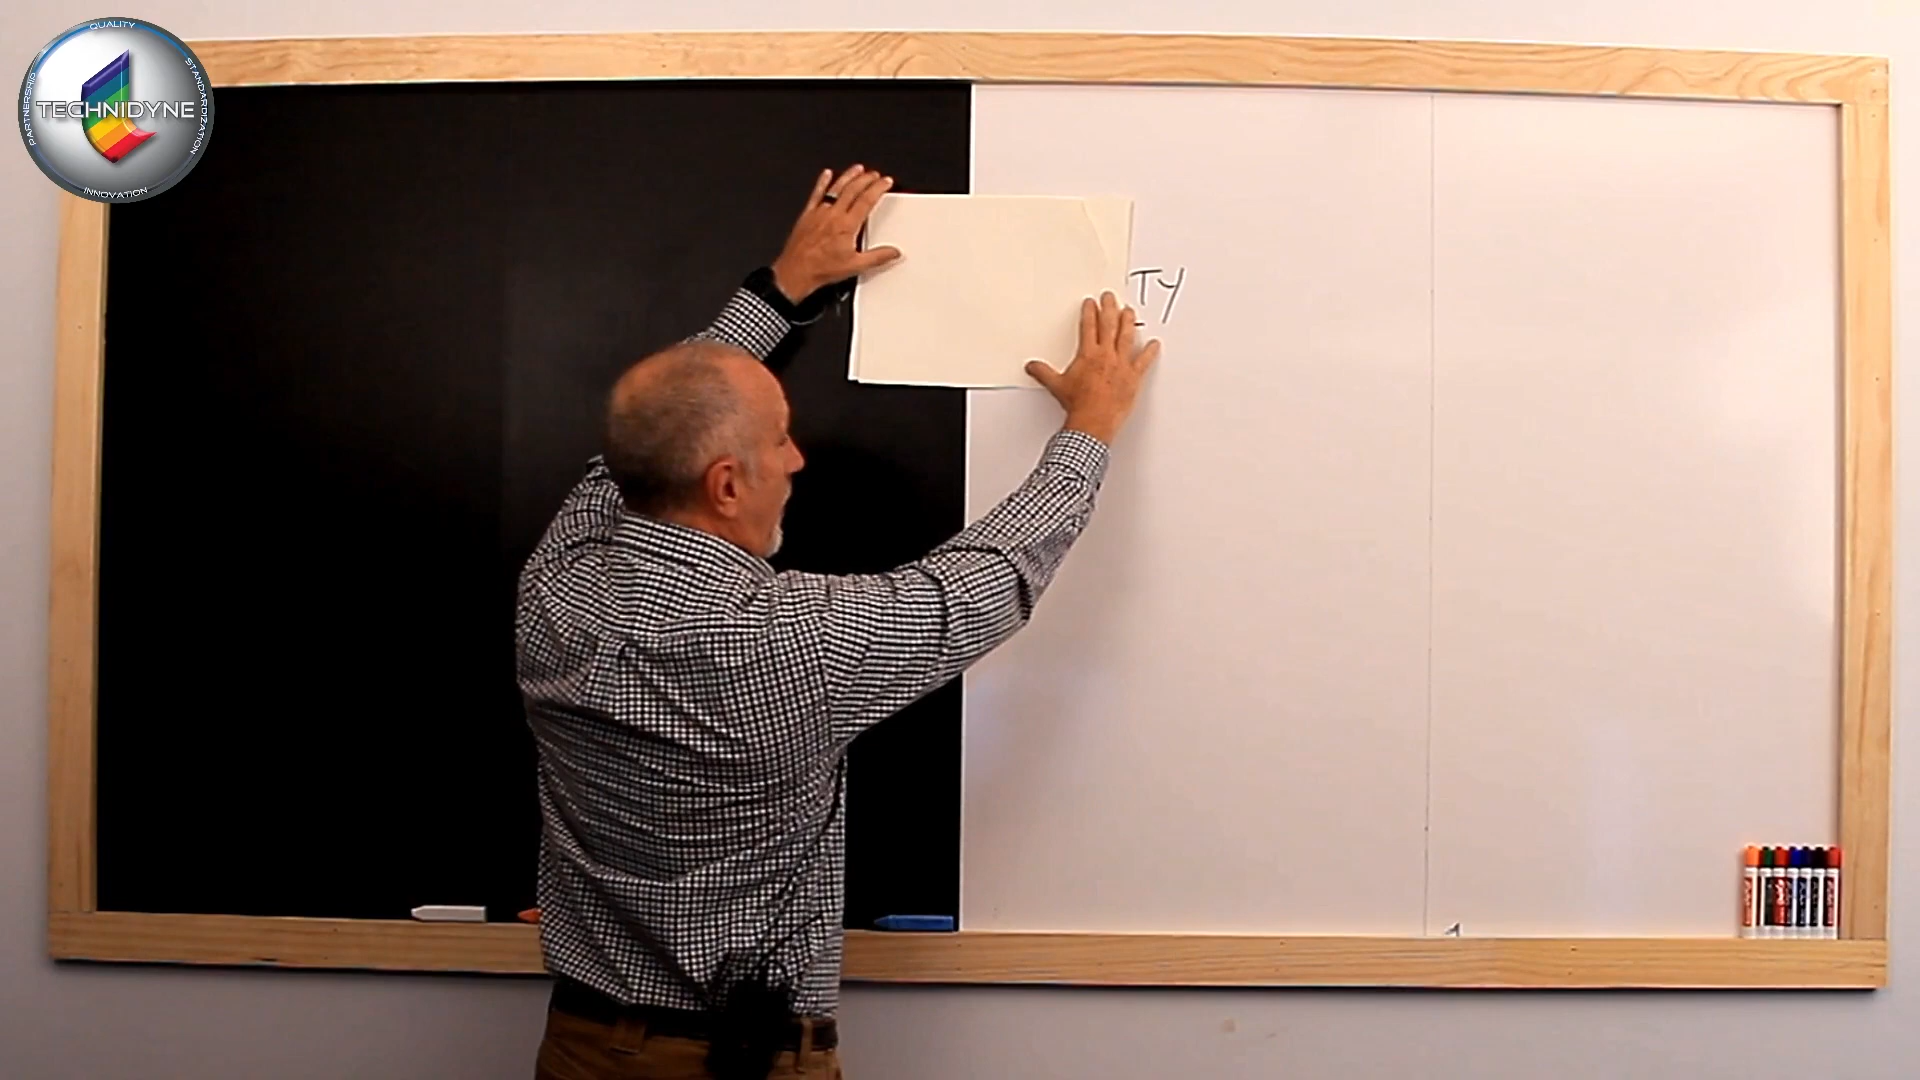 QUALITY
PARTNERSHIP
TECHNIDYNE
STANDARDIZATION
INNOVATION
TY